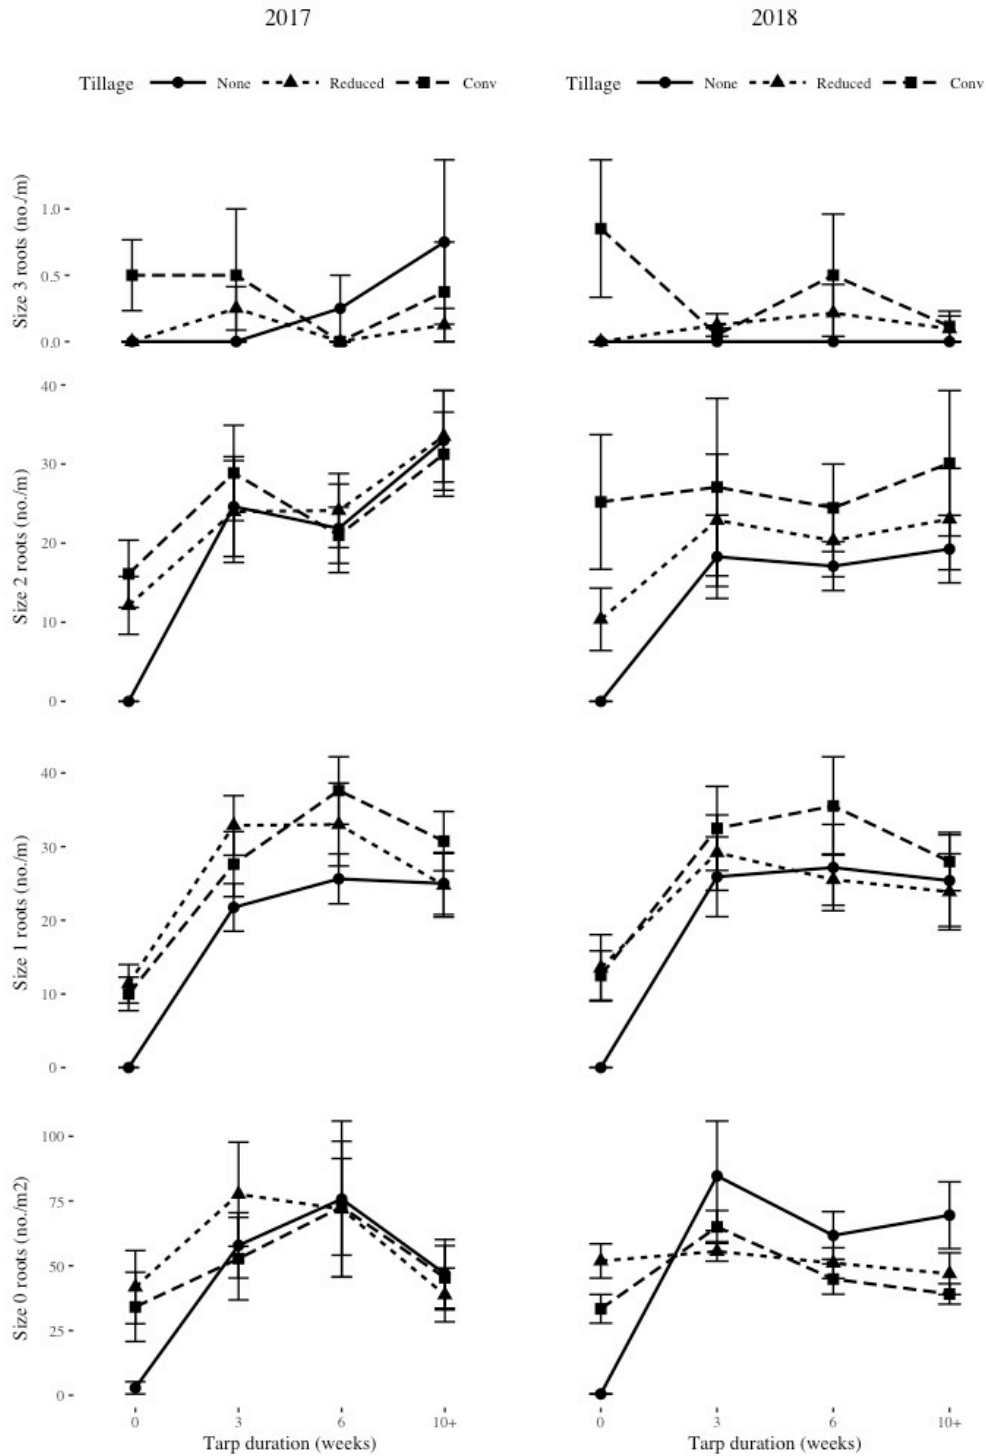 2017 2018
Tillage None Reduced Conv Tillage None Reduced Conv
Size 3 roots (no./m)
1.0
0.5
0.0
Size 2 roots (no./m)
40
30
20
10
0
Size 1 roots (no./m)
40
30
20
10
0
Size 0 roots (no./m2)
100
75
50
25
0
0 3 6 10+ 0 3 6 10+
Tarp duration (weeks) Tarp duration (weeks)